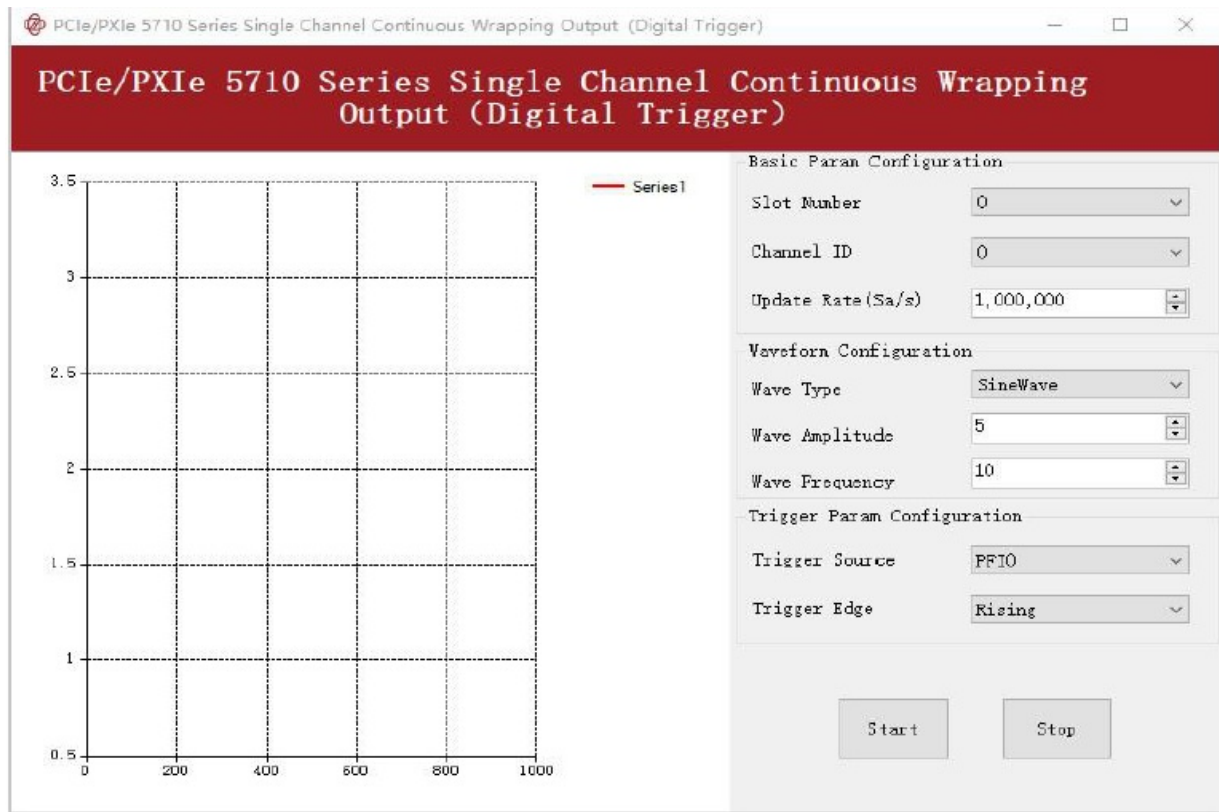 PCIe/PXIe 5710 Series Single Channel Continuous Wrapping Output (Digital Trigger)
PCIe/PXIe 5710 Series Single Channel Continuous Wrapping
Output (Digital Trigger)
3.5
3
2.5
2
1.5
1
0.5
0
200
400
600
800
1000
Series1
Basic Param Configuration
Slot Number
0
Channel ID
0
Update Rate(Sa/s)
1,000,000
Waveform Configuration
Wave Type
SineWave
Wave Amplitude
5
Wave Frequency
10
Trigger Param Configuration
Trigger Source
PFI0
Trigger Edge
Rising
Start
Stop